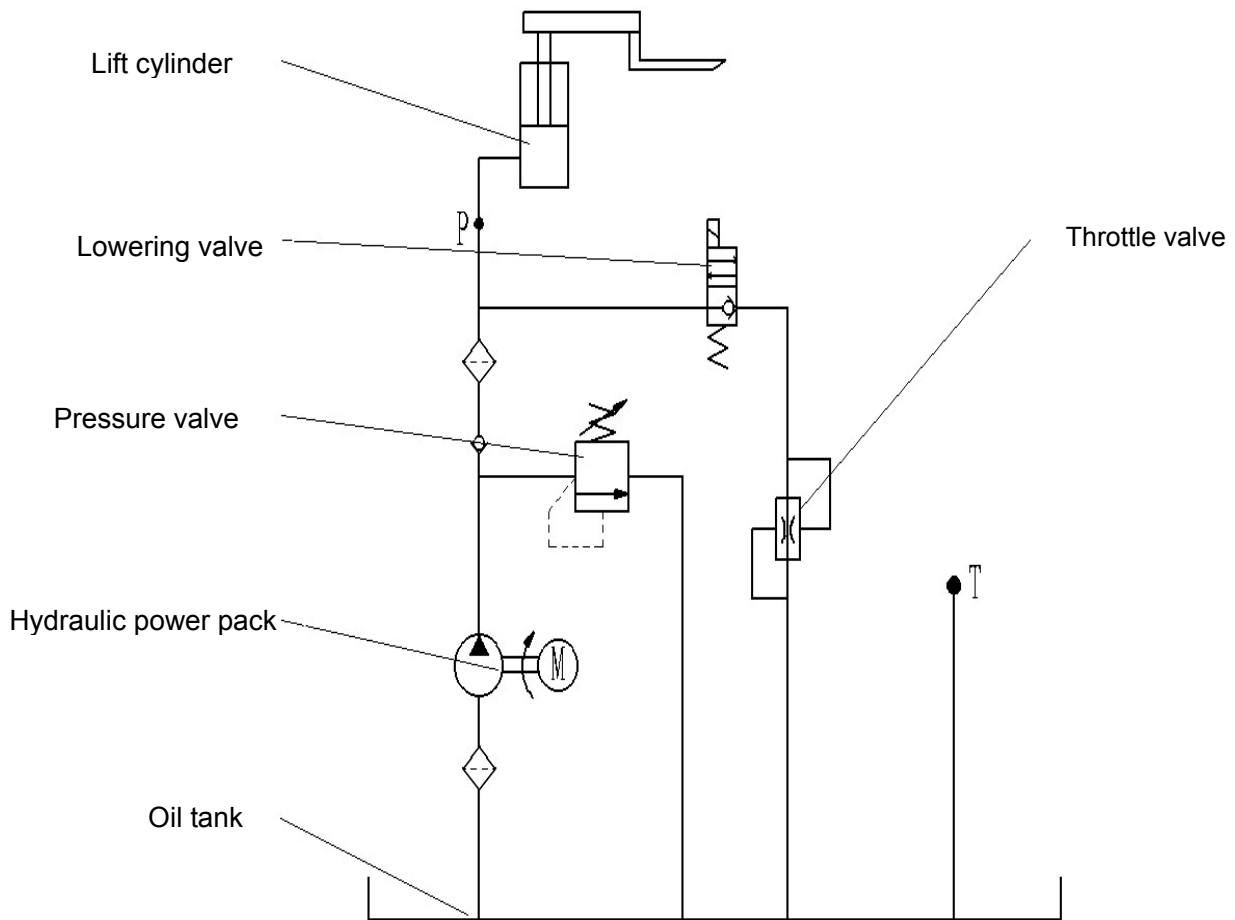 Lift cylinder
P
Lowering valve
Throttle valve
Pressure valve
T
Hydraulic power pack
M
Oil tank